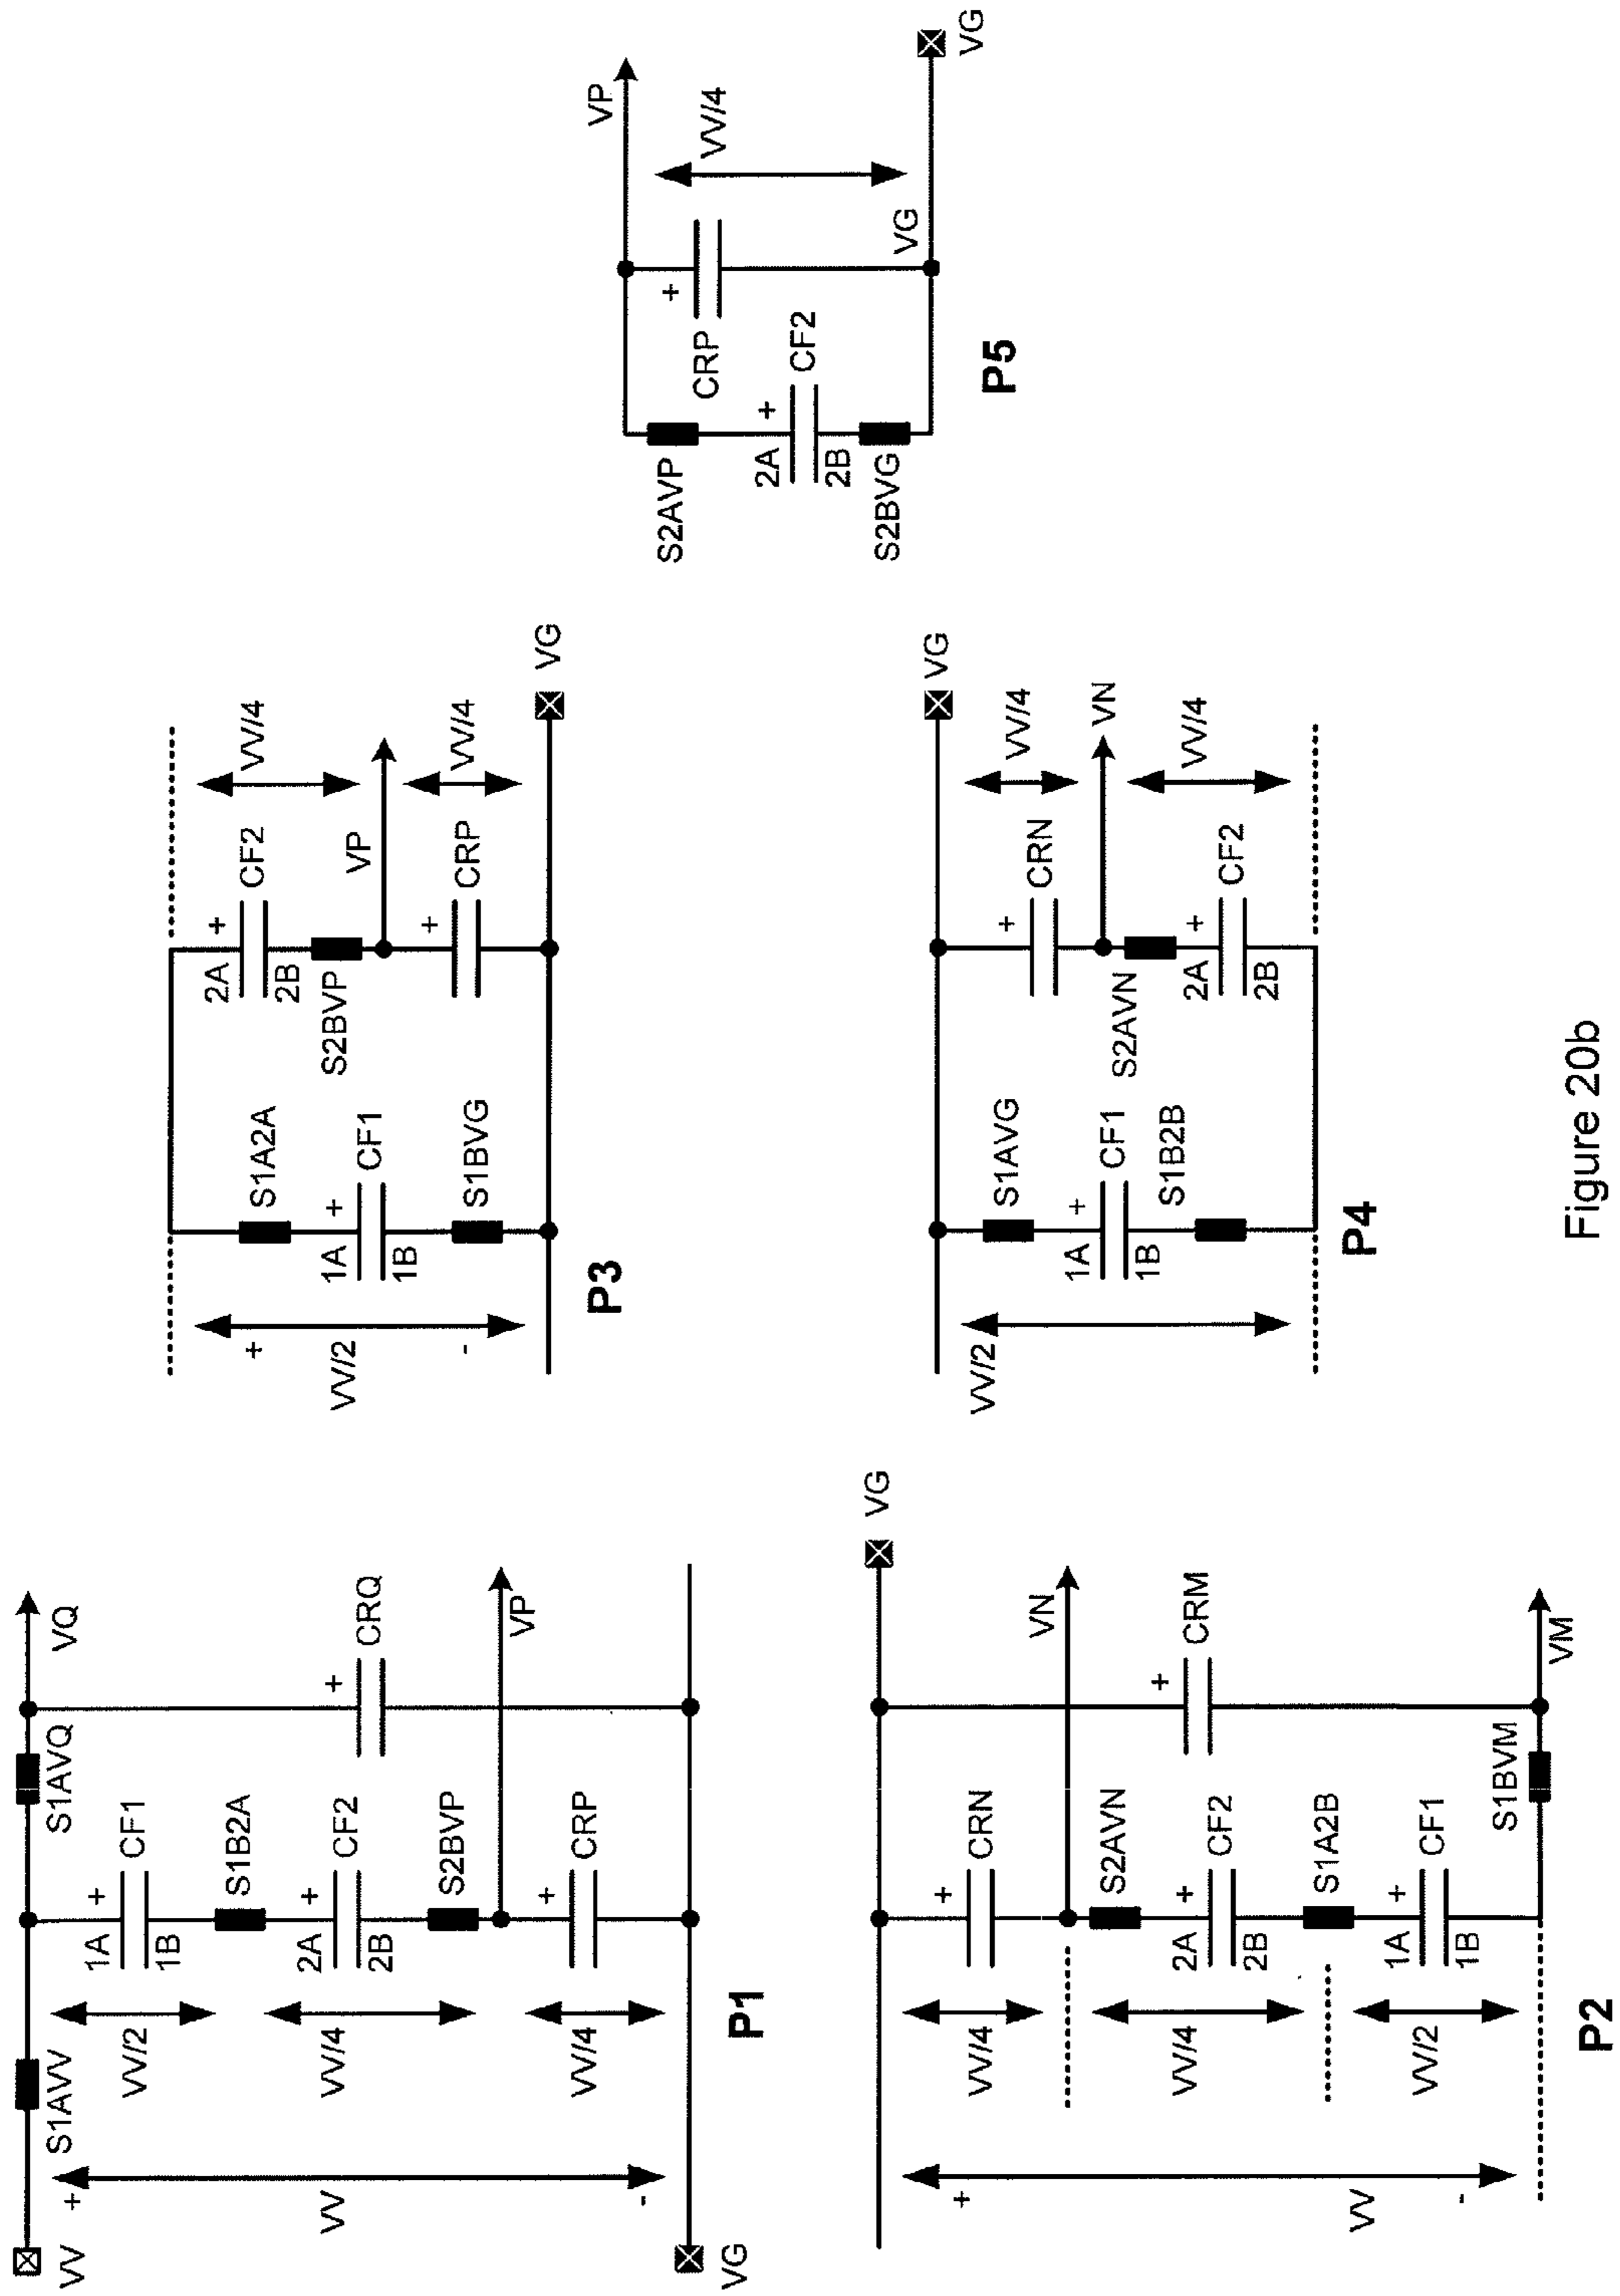 VV
+
VV
-
VG
S1AVV
VV/2
VV/4
VV/4
1A
+
CF1
1B
S1B2A
2A
+
CF2
2B
S2BVP
+
CRP
S1AVQ
VQ
+
CRQ
VP
P1
+
VV
-
VV/4
VV/4
VV/2
+
CRN
S2AVN
2A
+
CF2
2B
S1A2B
1A
+
CF1
1B
VG
VN
+
CRM
S1BVM
VM
P2
+
VV/2
-
S1A2A
1A
+
CF1
1B
S1BVG
2A
+
CF2
2B
S2BVP
VP
+
CRP
VV/4
VV/4
VG
P3
VV/2
S1AVG
1A
+
CF1
1B
S1B2B
+
CRN
S2AVN
2A
+
CF2
2B
VG
VV/4
VN
VV/4
P4
S2AVP
2A
+
CF2
2B
S2BVG
+
CRP
VP
VV/4
VG
VG
P5
Figure 20b